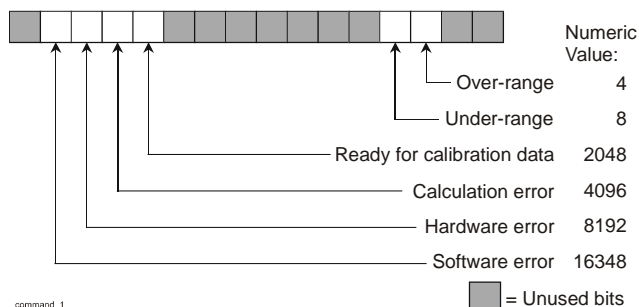 Numeric
Value:
Over-range 4
Under-range 8
Ready for calibration data 2048
Calculation error 4096
Hardware error 8192
Software error 16348
command_1
= Unused bits